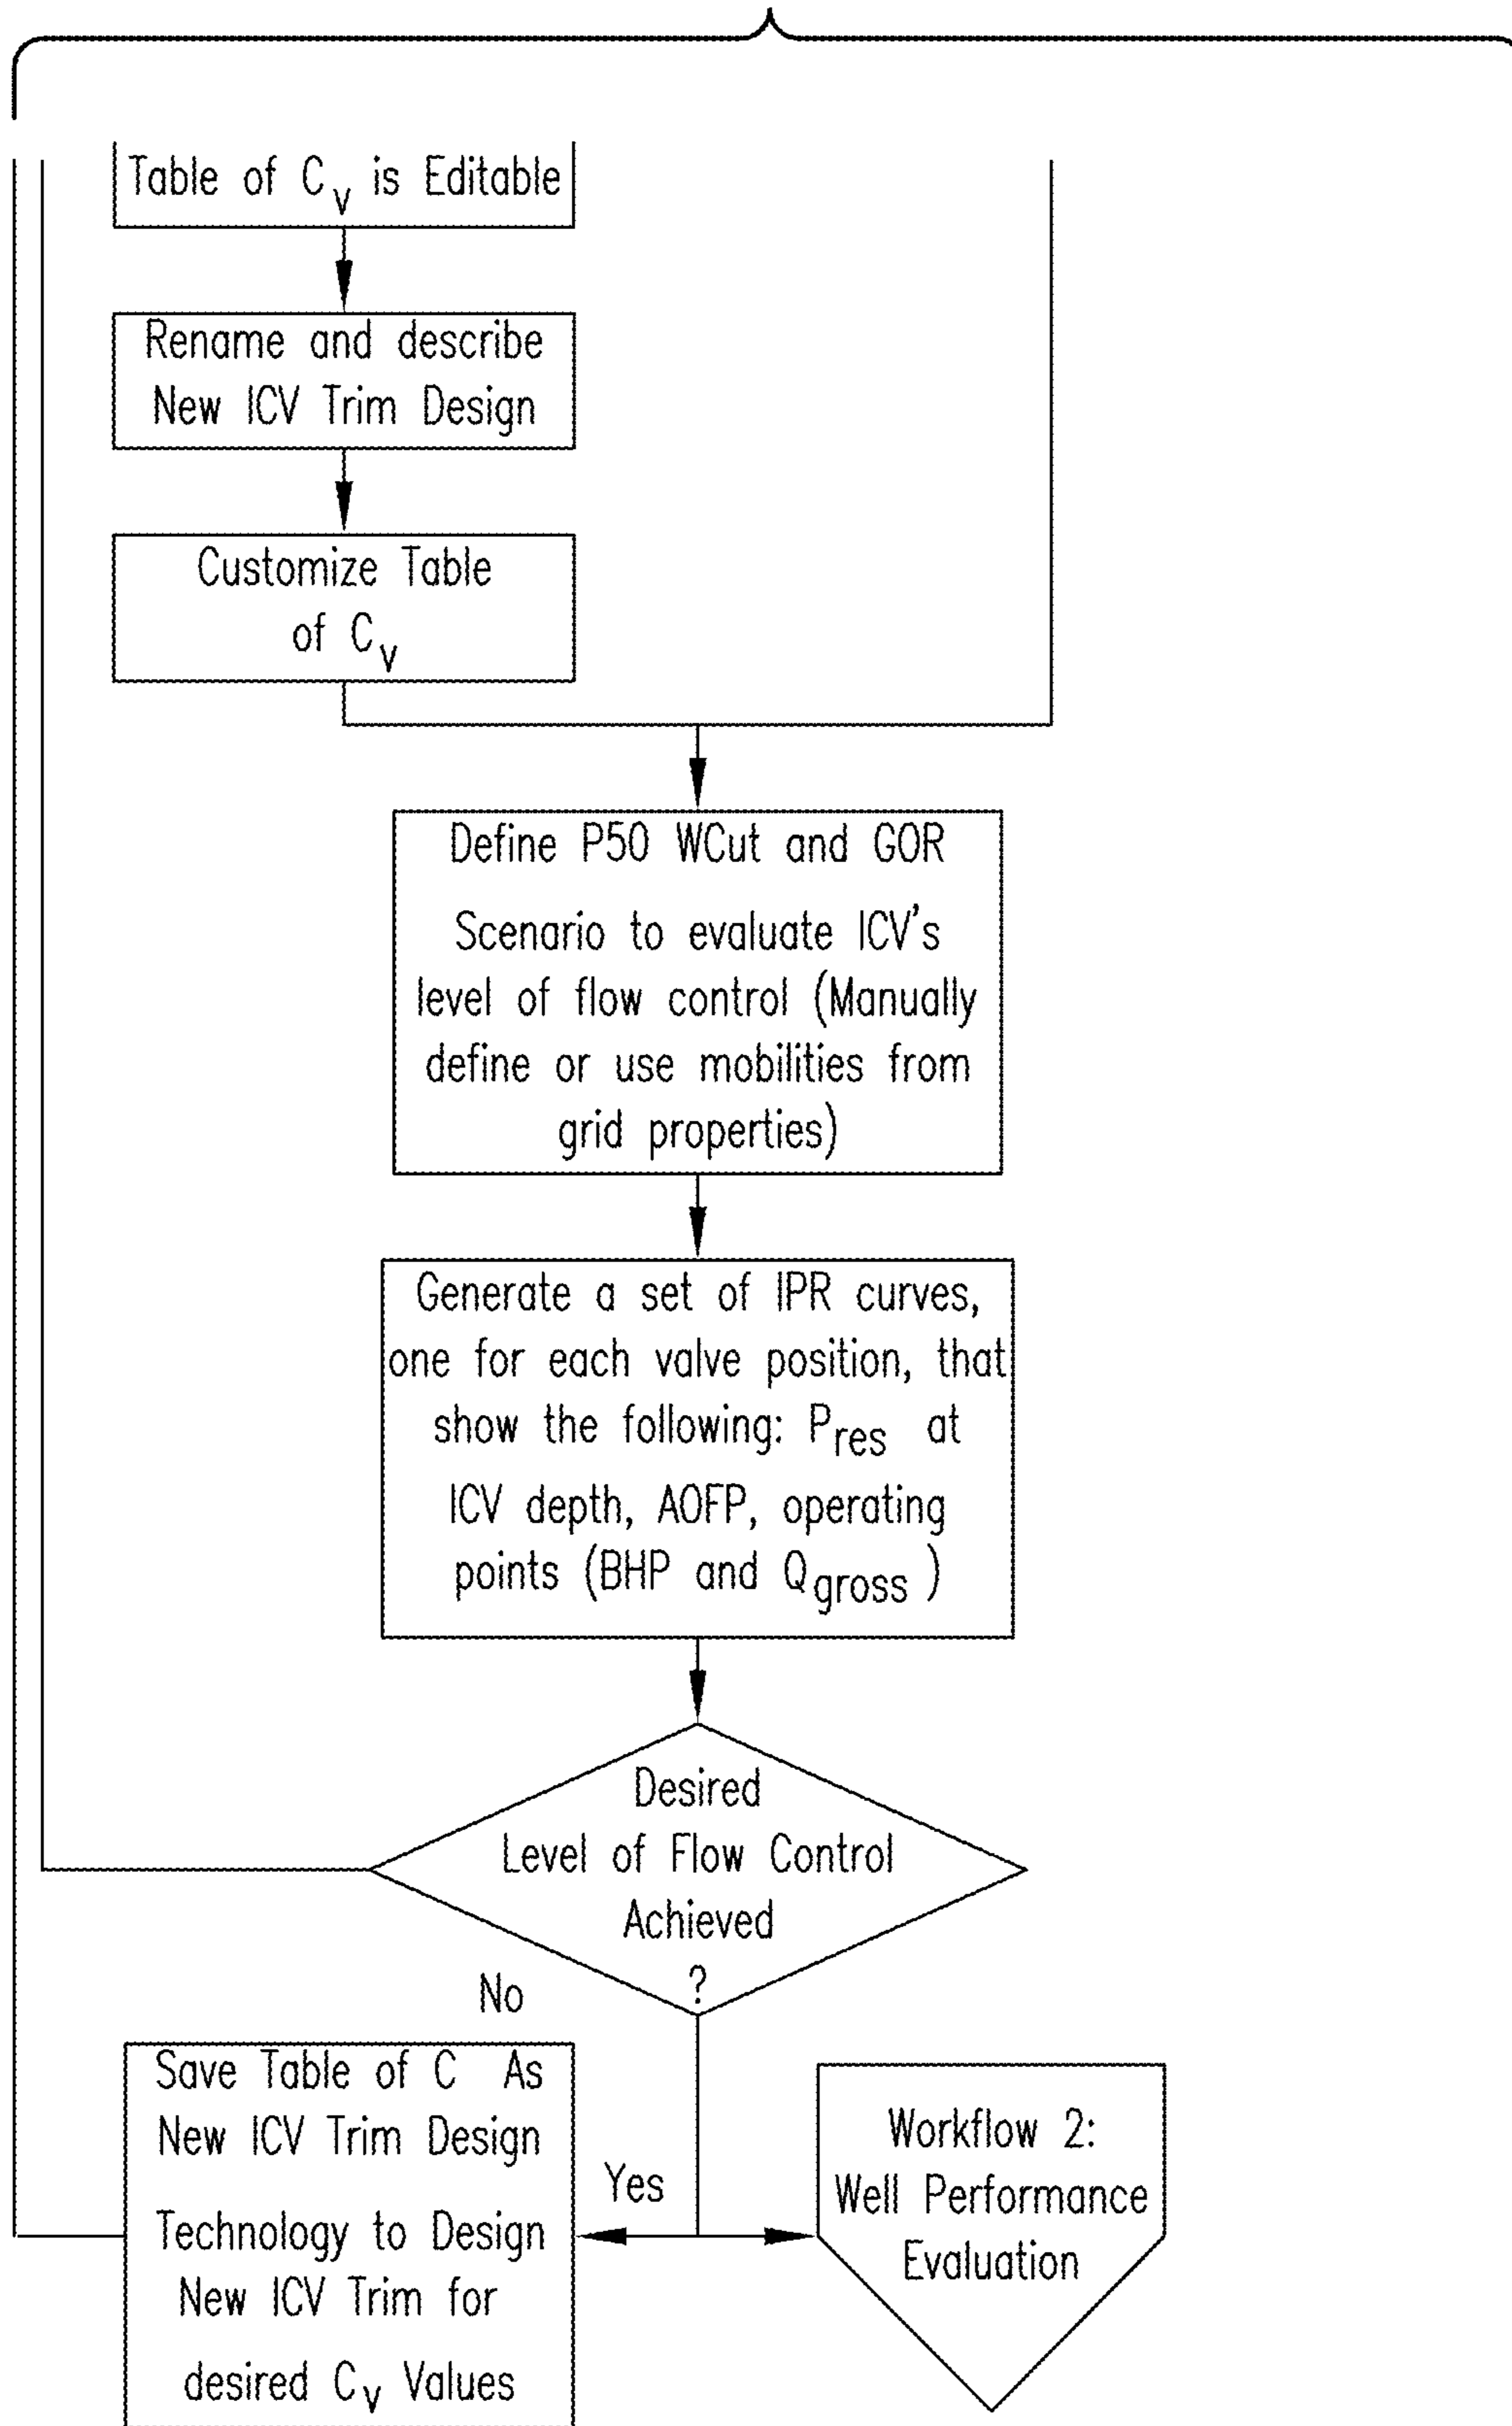 Table of Cv is Editable
Rename and describe
New ICV Trim Design
Customize Table
of Cv
Define P50 WCut and GOR
Scenario to evaluate ICV's
level of flow control (Manually
define or use mobilities from
grid properties)
Generate a set of IPR curves,
one for each valve position, that
show the following: Pres at
ICV depth, AOFP, operating
points (BHP and Qgross )
Desired
Level of Flow Control
Achieved
?
No
Save Table of C As
New ICV Trim Design
Technology to Design
New ICV Trim for
desired Cv Values
Yes
Workflow 2:
Well Performance
Evaluation